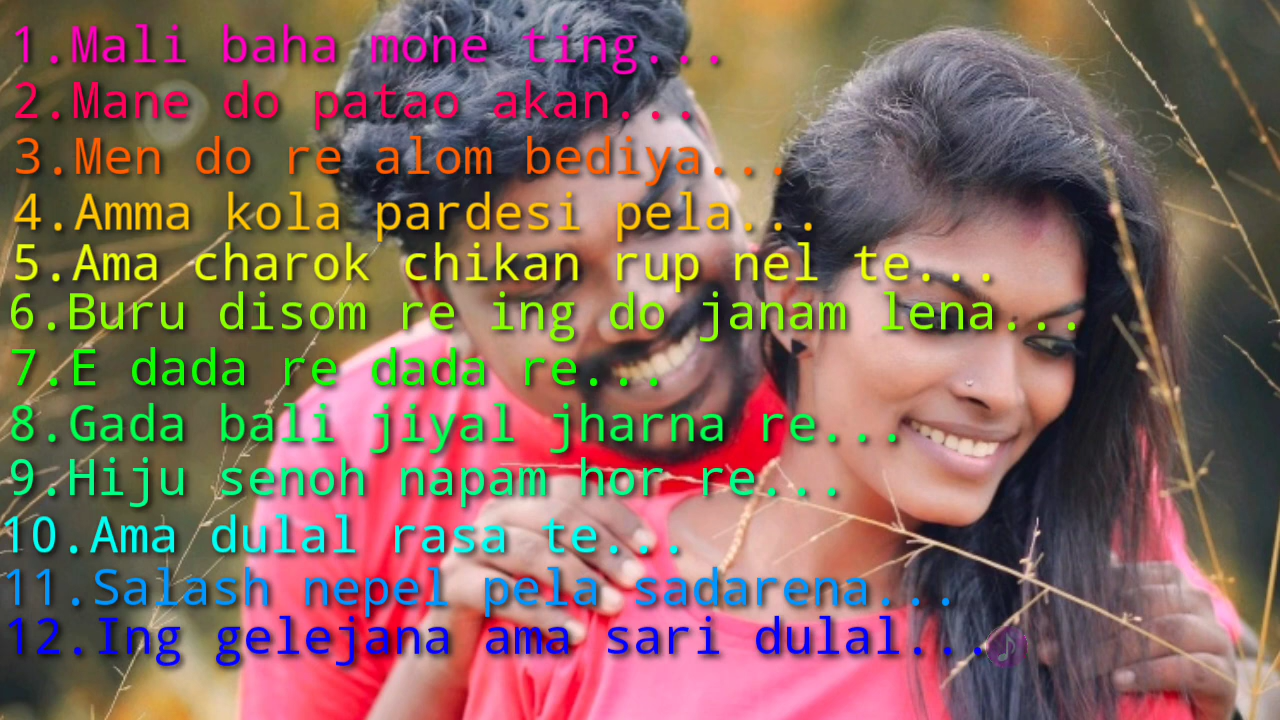 1.Mali baha mone ting...
2.Mane do patao akan...
3.Men do re alom bediya...
4.Amma kola pardesi pela...
5.Ama charok chikan rup nel te...
6.Buru disom re ing do janam lena...
7.E dada re dada re...
8.Gada bali jiyal jharna re...
9.Hiju senoh napam hor re...
10.Ama dulal rasa te...
11.Salash nepel pela sadarena...
12.Ing gelejana ama sari dulal...